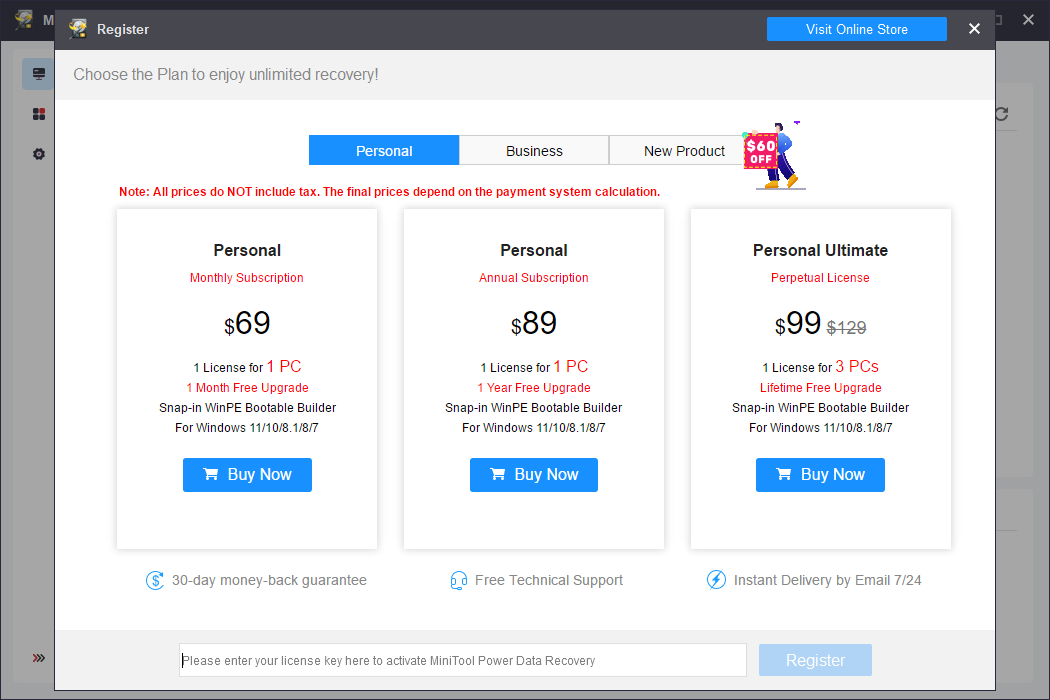 M
Register
Visit Online Store
Choose the Plan to enjoy unlimited recovery!
Personal
Business
New Product
$60
OFF
Note: All prices do NOT include tax. The final prices depend on the payment system calculation.
Personal
Monthly Subscription
$69
1 License for 1 PC
1 Month Free Upgrade
Snap-in WinPE Bootable Builder
For Windows 11/10/8.1/8/7
Buy Now
Personal
Annual Subscription
$89
1 License for 1 PC
1 Year Free Upgrade
Snap-in WinPE Bootable Builder
For Windows 11/10/8.1/8/7
Buy Now
Personal Ultimate
Perpetual License
$99 $129
1 License for 3 PCs
Lifetime Free Upgrade
Snap-in WinPE Bootable Builder
For Windows 11/10/8.1/8/7
Buy Now
30-day money-back guarantee
Free Technical Support
Instant Delivery by Email 7/24
Please enter your license key here to activate MiniTool Power Data Recovery
Register